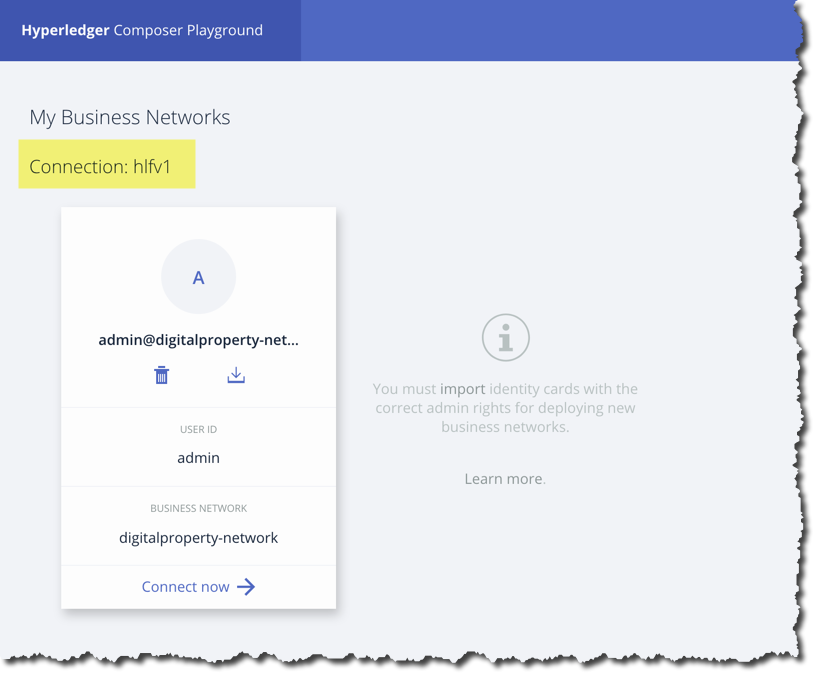 Hyperledger Composer Playground
My Business Networks
Connection: hlfv1
A
admin@digitalproperty-net...
USER ID
admin
BUSINESS NETWORK
digitalproperty-network
Connect now
You must import identity cards with the
correct admin rights for deploying new
business networks.
Learn more.